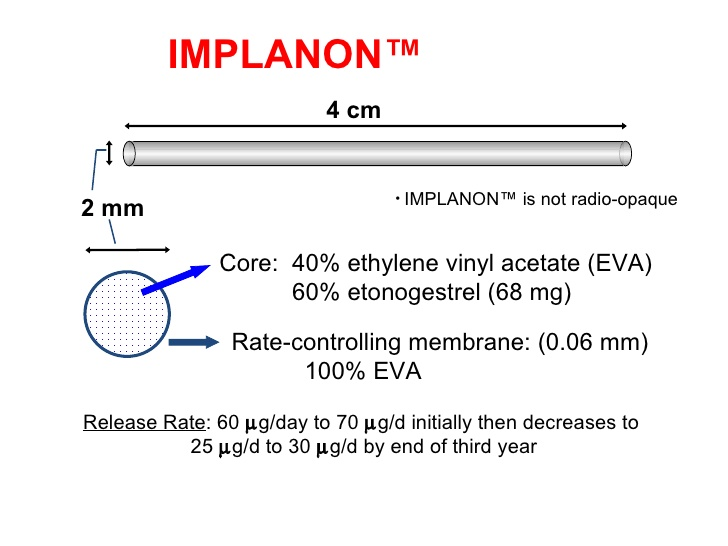 IMPLANON™
4 cm
• IMPLANON™ is not radio-opaque
2 mm
Core: 40% ethylene vinyl acetate (EVA)
60% etonogestrel (68 mg)
Rate-controlling membrane: (0.06 mm)
100% EVA
Release Rate: 60 μg/day to 70 μg/d initially then decreases to
25 μg/d to 30 μg/d by end of third year